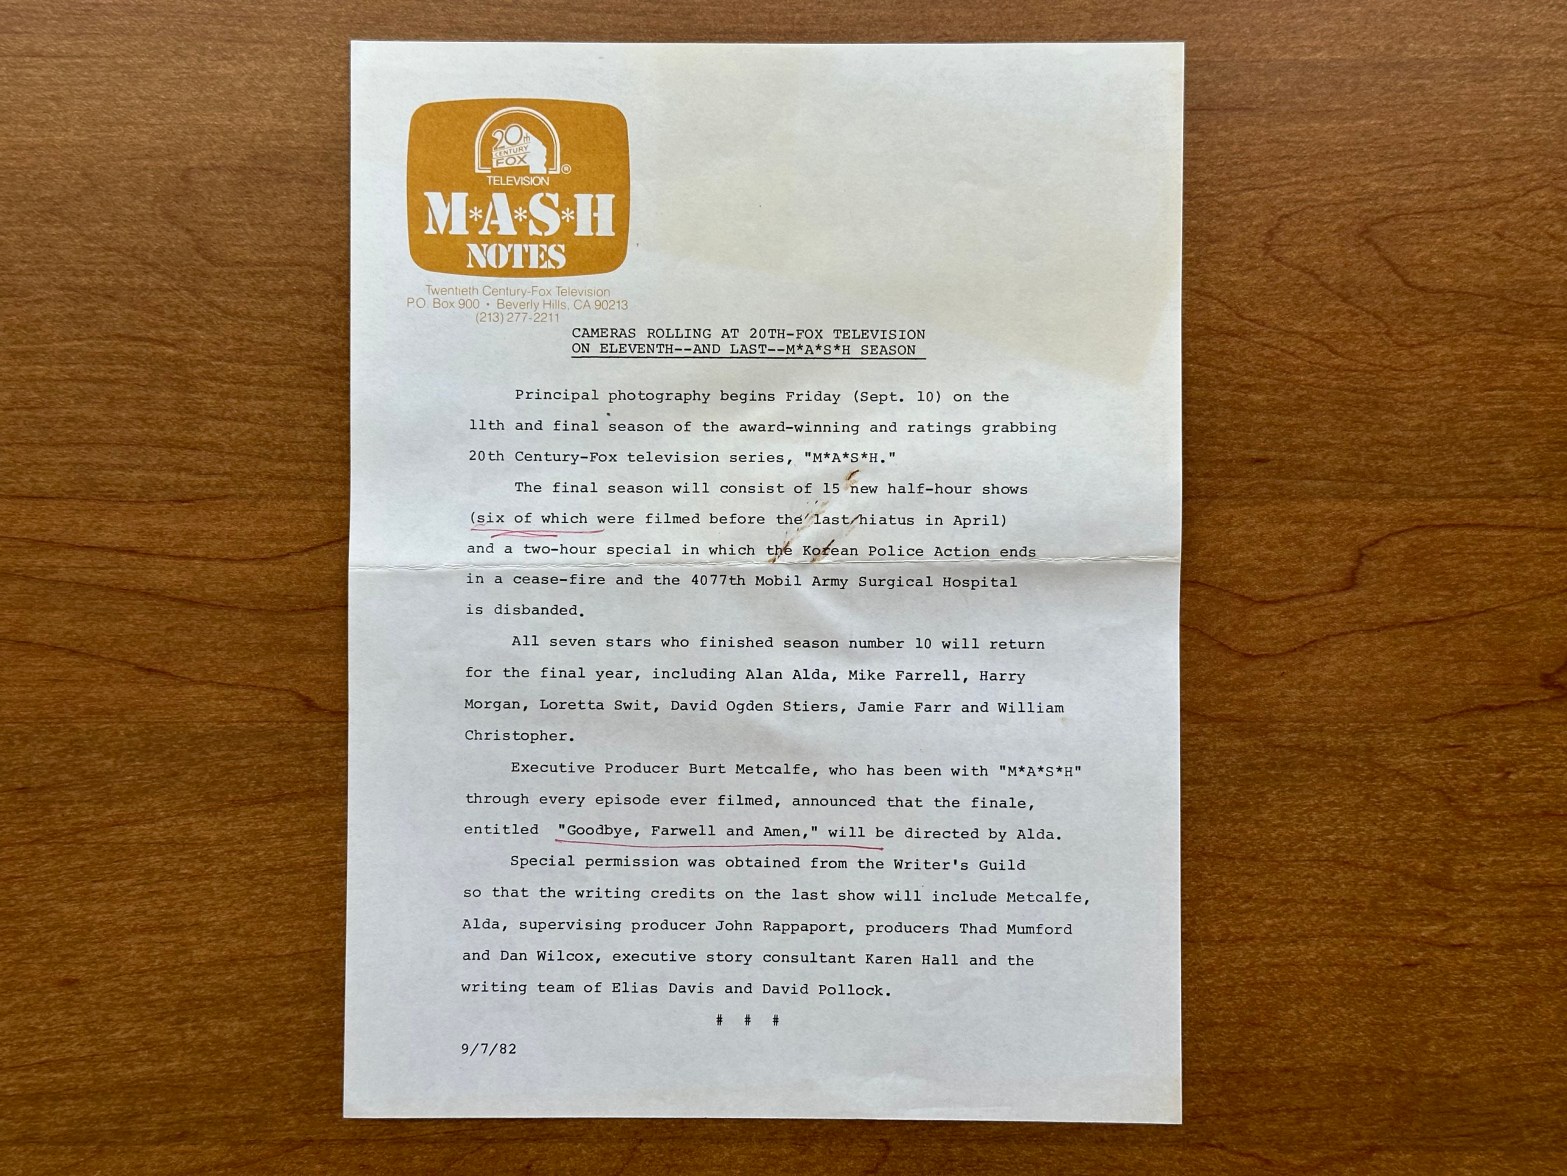 20th
CENTURY
FOX
®
TELEVISION
M*A*S*H
NOTES
Twentieth Century-Fox Television
P.O. Box 900 • Beverly Hills, CA 90213
(213) 277-2211
CAMERAS ROLLING AT 20TH-FOX TELEVISION
ON ELEVENTH--AND LAST--M*A*S*H SEASON
Principal photography begins Friday (Sept. 10) on the
11th and final season of the award-winning and ratings grabbing
20th Century-Fox television series, "M*A*S*H."
The final season will consist of 15 new half-hour shows
(six of which were filmed before the last hiatus in April)
and a two-hour special in which the Korean Police Action ends
in a cease-fire and the 4077th Mobil Army Surgical Hospital
is disbanded.
All seven stars who finished season number 10 will return
for the final year, including Alan Alda, Mike Farrell, Harry
Morgan, Loretta Swit, David Ogden Stiers, Jamie Farr and William
Christopher.
Executive Producer Burt Metcalfe, who has been with "M*A*S*H"
through every episode ever filmed, announced that the finale,
entitled "Goodbye, Farwell and Amen," will be directed by Alda.
Special permission was obtained from the Writer's Guild
so that the writing credits on the last show will include Metcalfe,
Alda, supervising producer John Rappaport, producers Thad Mumford
and Dan Wilcox, executive story consultant Karen Hall and the
writing team of Elias Davis and David Pollock.
# # #
9/7/82